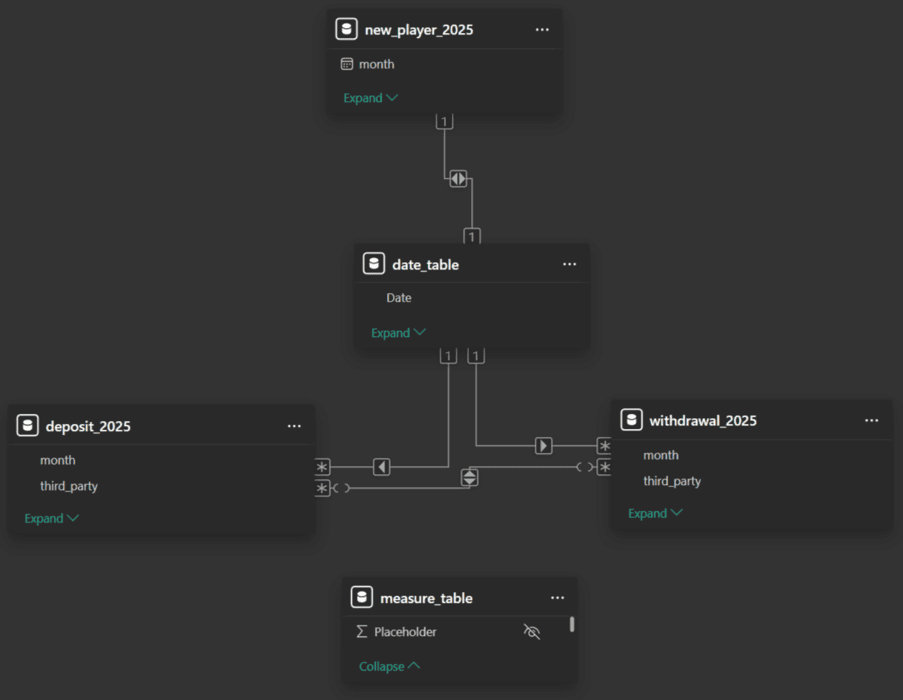 new_player_2025
month
Expand
1
1
date_table
Date
Expand
1 1
deposit_2025
month
third_party
Expand
withdrawal_2025
month
third_party
Expand
* *
* *
measure_table
Σ Placeholder
Collapse